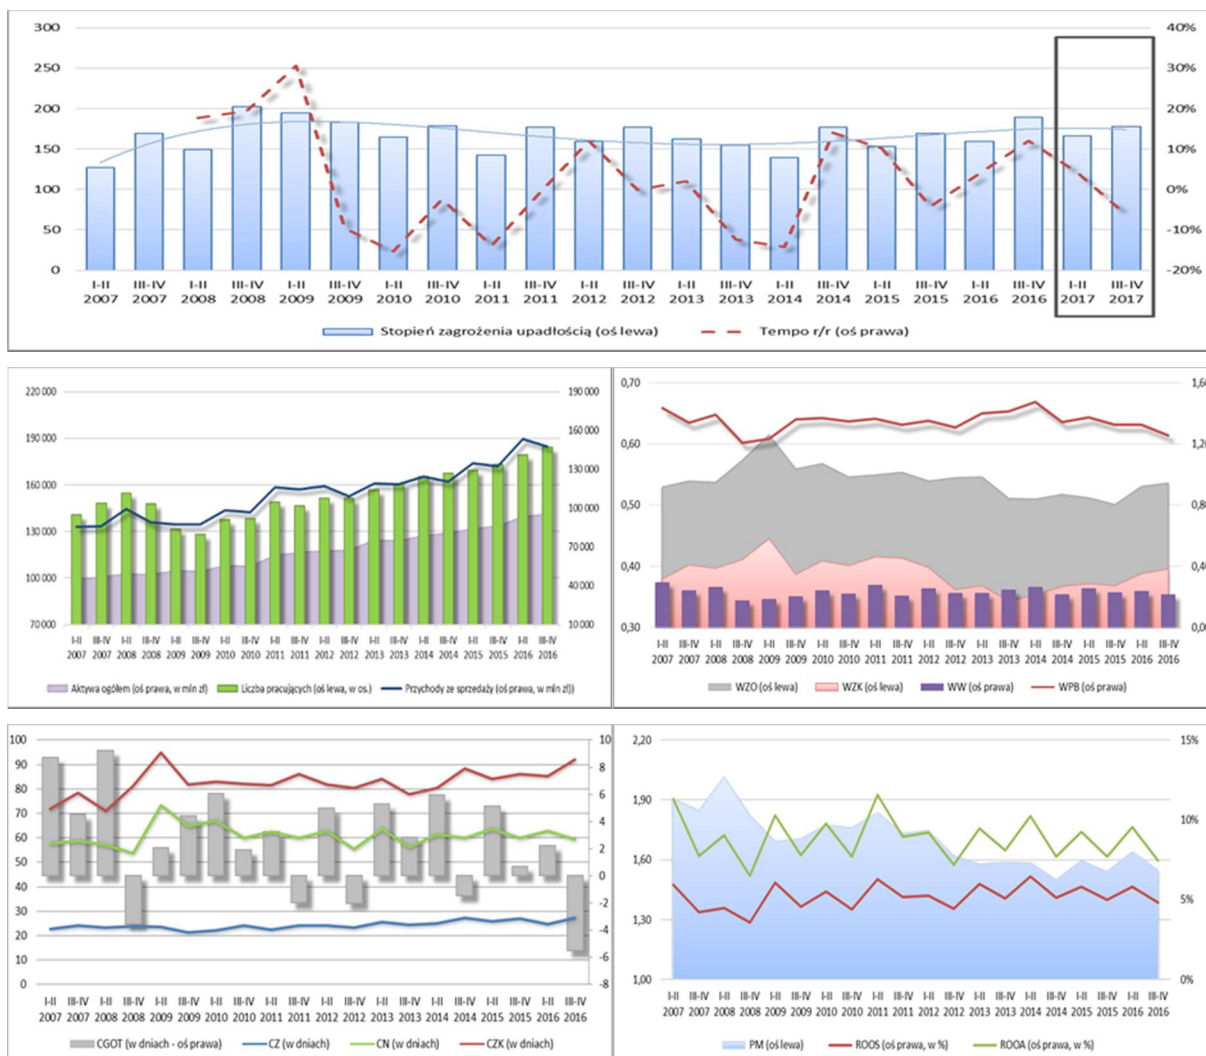 300 40%
250 30%
200 20%
150 10%
100 0%
50 -10%
0 -20%
I-II III-IV I-II III-IV I-II III-IV I-II III-IV I-II III-IV I-II III-IV I-II III-IV I-II III-IV I-II III-IV I-II III-IV I-II III-IV
2007 2007 2008 2008 2009 2009 2010 2010 2011 2011 2012 2012 2013 2013 2014 2014 2015 2015 2016 2016 2017 2017
Stopień zagrożenia upadłością (oś lewa) Tempo r/r (oś prawa)
220 000 190 000
190 000 160 000
160 000 130 000
130 000 100 000
100 000 70 000
70 000 40 000
10 000
I-II III-IV I-II III-IV I-II III-IV I-II III-IV I-II III-IV I-II III-IV I-II III-IV I-II III-IV I-II III-IV I-II III-IV
2007 2007 2008 2008 2009 2009 2010 2010 2011 2011 2012 2012 2013 2013 2014 2014 2015 2015 2016 2016
Aktywa ogółem (oś prawa, w mln zł) Liczba pracujących (oś lewa, w os.) Przychody ze sprzedaży (oś prawa, w mln zł))
0,70 1,60
0,60 1,20
0,50 0,80
0,40 0,40
0,30 0,00
I-II III-IV I-II III-IV I-II III-IV I-II III-IV I-II III-IV I-II III-IV I-II III-IV I-II III-IV I-II III-IV I-II III-IV
2007 2007 2008 2008 2009 2009 2010 2010 2011 2011 2012 2012 2013 2013 2014 2014 2015 2015 2016 2016
WZO (oś lewa) WZK (oś lewa) WW (oś prawa) WPB (oś prawa)
100 10
90 8
80 6
70 4
60 2
50 0
40 -2
30 -4
20 -6
10 -8
0
I-II III-IV I-II III-IV I-II III-IV I-II III-IV I-II III-IV I-II III-IV I-II III-IV I-II III-IV I-II III-IV I-II III-IV
2007 2007 2008 2008 2009 2009 2010 2010 2011 2011 2012 2012 2013 2013 2014 2014 2015 2015 2016 2016
CGOT (w dniach - oś prawa) CZ (w dniach) CN (w dniach) CZK (w dniach)
2,20 15%
1,90 10%
1,60 5%
1,30 0%
1,00
I-II III-IV I-II III-IV I-II III-IV I-II III-IV I-II III-IV I-II III-IV I-II III-IV I-II III-IV I-II III-IV I-II III-IV
2007 2007 2008 2008 2009 2009 2010 2010 2011 2011 2012 2012 2013 2013 2014 2014 2015 2015 2016 2016
PM (oś lewa) ROOS (oś prawa, w %) ROOA (oś prawa, w %)